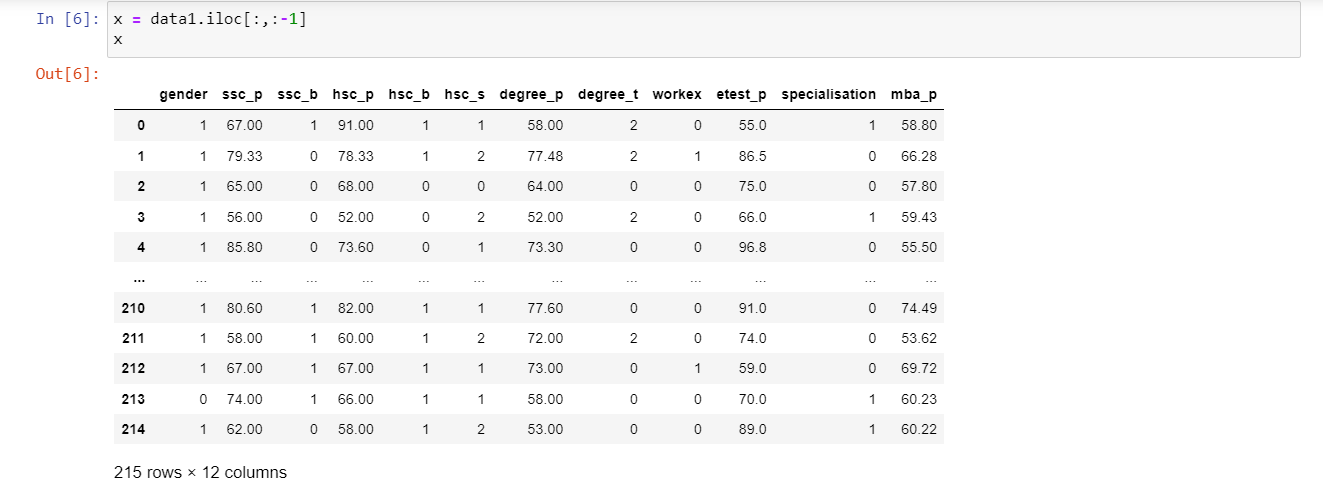 In [6]: x = data1.iloc[:,:-1]
x
Out[6]:
gender ssc_p ssc_b hsc_p hsc_b hsc_s degree_p degree_t workex etest_p specialisation mba_p
0 1 67.00 1 91.00 1 1 58.00 2 0 55.0 1 58.80
1 1 79.33 0 78.33 1 2 77.48 2 1 86.5 0 66.28
2 1 65.00 0 68.00 0 0 64.00 0 0 75.0 0 57.80
3 1 56.00 0 52.00 0 2 52.00 2 0 66.0 1 59.43
4 1 85.80 0 73.60 0 1 73.30 0 0 96.8 0 55.50
... ... ... ... ... ... ... ... ... ... ... ... ...
210 1 80.60 1 82.00 1 1 77.60 0 0 91.0 0 74.49
211 1 58.00 1 60.00 1 2 72.00 2 0 74.0 0 53.62
212 1 67.00 1 67.00 1 1 73.00 0 1 59.0 0 69.72
213 0 74.00 1 66.00 1 1 58.00 0 0 70.0 1 60.23
214 1 62.00 0 58.00 1 2 53.00 0 0 89.0 1 60.22
215 rows × 12 columns